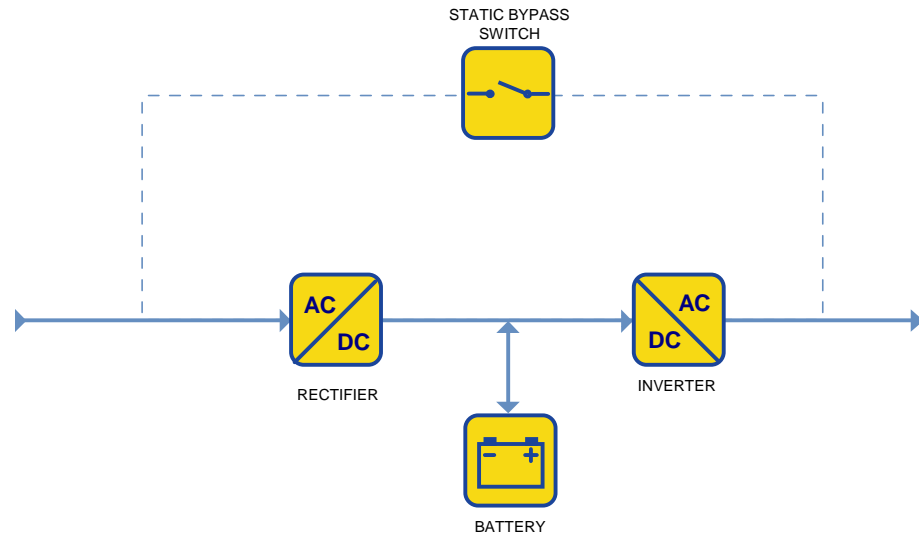 STATIC BYPASS
SWITCH
AC
DC
RECTIFIER
AC
DC
INVERTER
- +
BATTERY